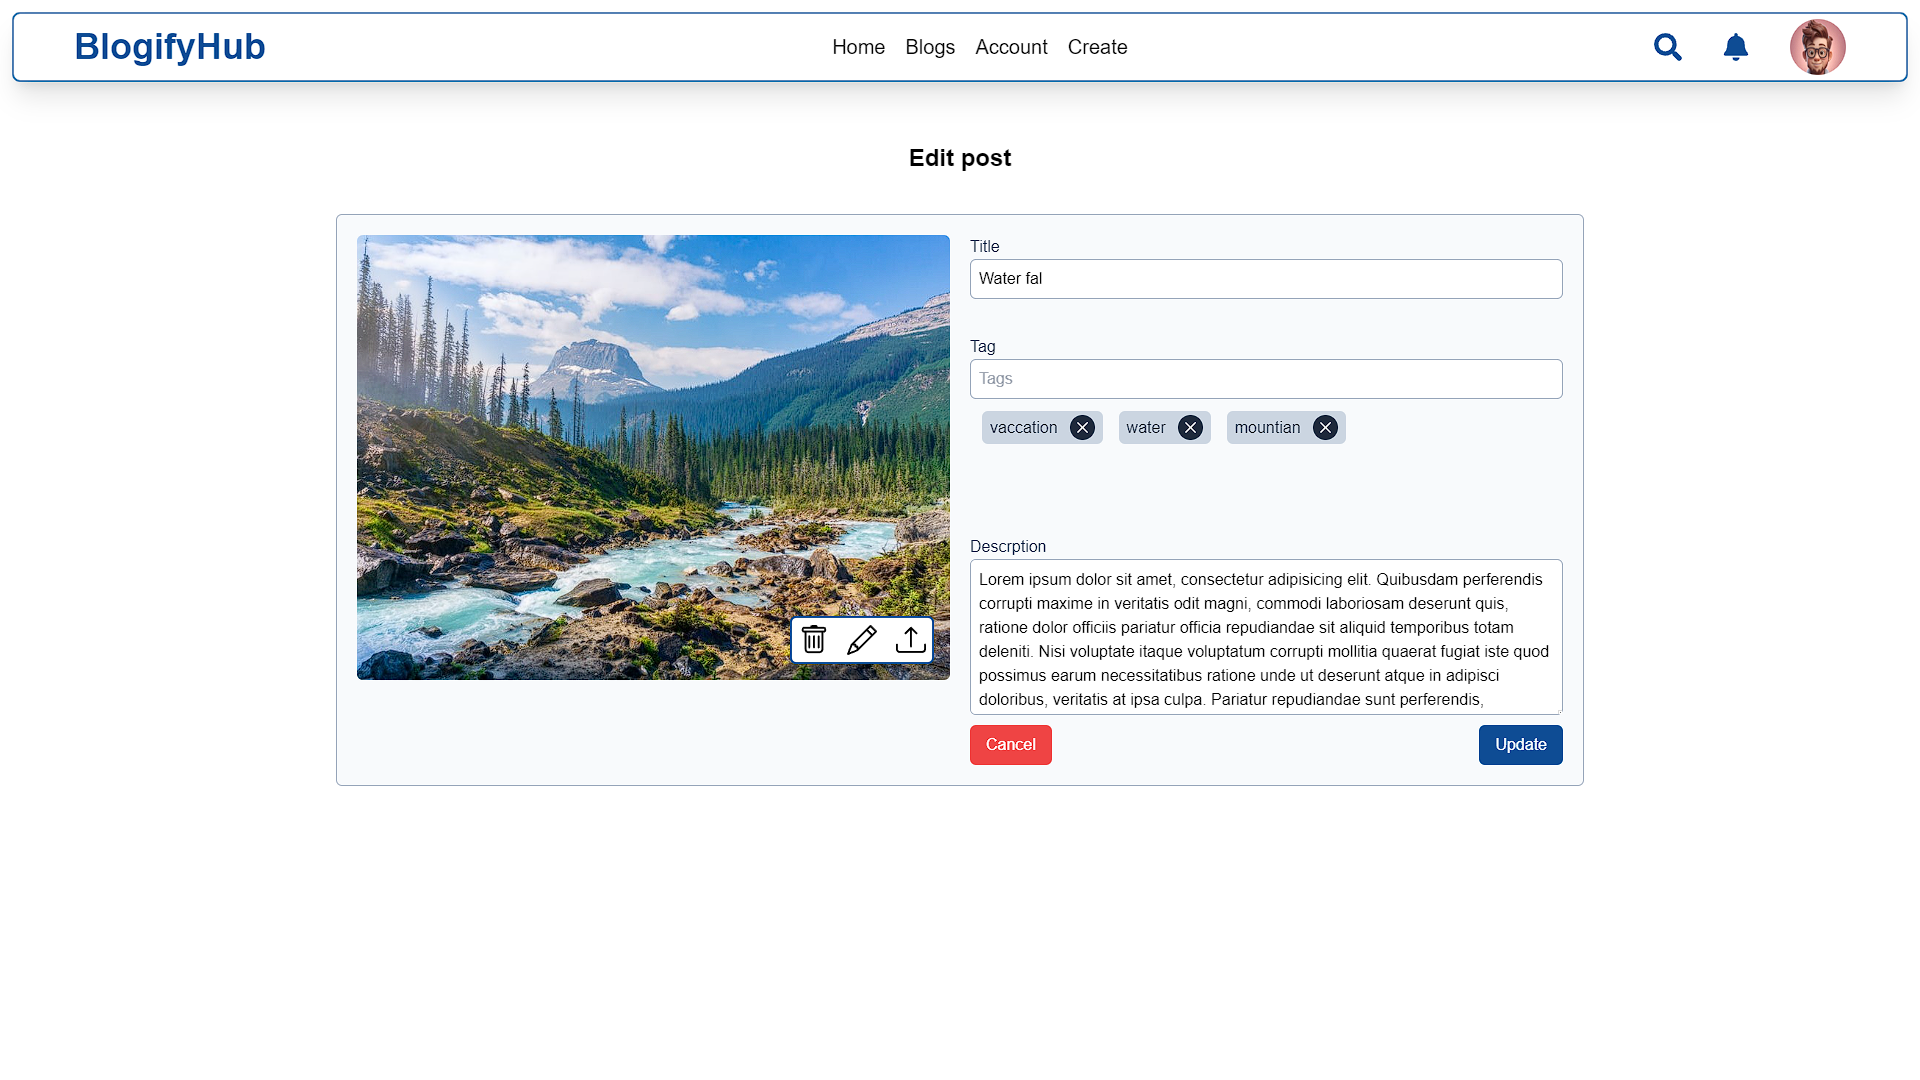 BlogifyHub
Home Blogs Account Create
Edit post
Title
Water fal
Tag
Tags
vaccation water mountian
Descrption
Lorem ipsum dolor sit amet, consectetur adipisicing elit. Quibusdam perferendis
corrupti maxime in veritatis odit magni, commodi laboriosam deserunt quis,
ratione dolor officiis pariatur officia repudiandae sit aliquid temporibus totam
deleniti. Nisi voluptate itaque voluptatum corrupti mollitia quaerat fugiat iste quod
possimus earum necessitatibus ratione unde ut deserunt atque in adipisci
doloribus, veritatis at ipsa culpa. Pariatur repudiandae sunt perferendis,
Cancel Update